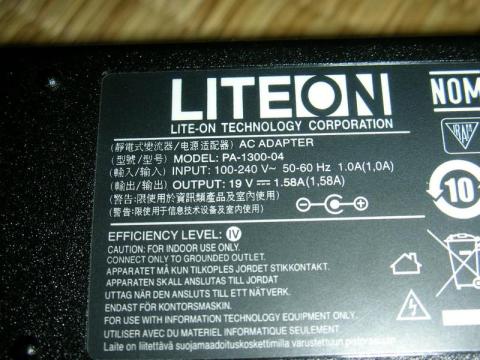 LITEON
LITE-ON TECHNOLOGY CORPORATION
NOM
(靜電式變流器/电源适配器) AC ADAPTER
(型號/型号) MODEL: PA-1300-04
(輸入/输入) INPUT: 100-240 V~ 50-60 Hz 1.0A(1,0A)
(輸出/输出) OUTPUT: 19 V⎓ 1.58A(1,58A)
(警告:限使用於資訊類產品及室內使用)
(警告:限使用于信息技术设备及室内使用)
10
EFFICIENCY LEVEL: IV
CAUTION: FOR INDOOR USE ONLY.
CONNECT ONLY TO GROUNDED OUTLET.
APPARATET MÅ KUN TILKOPLES JORDET STIKKONTAKT.
APPARATEN SKALL ANSLUTAS TILL JORDAT
UTTAG NÄR DEN ANSLUTS TILL ETT NÄTVERK.
ENDAST FÖR KONTORSMASKIN.
FOR USE WITH INFORMATION TECHNOLOGY EQUIPMENT ONLY.
UTILISER AVEC DU MATERIEL INFORMATIQUE SEULEMENT
Laite on liitettävä suojamaadoituskoskettimilla varustettuun